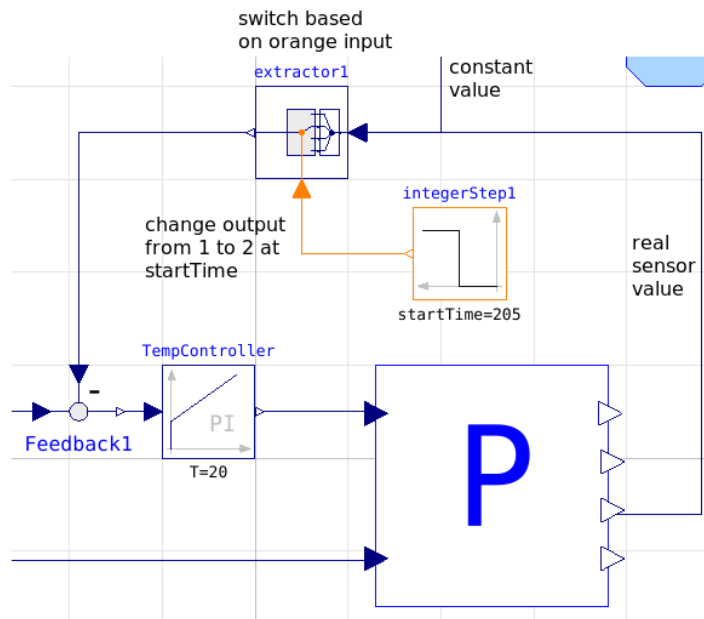 switch based
on orange input
extractor1
constant
value
integerStep1
change output
from 1 to 2 at
startTime
real
sensor
value
startTime=205
TempController
PI
P
-
Feedback1
T=20